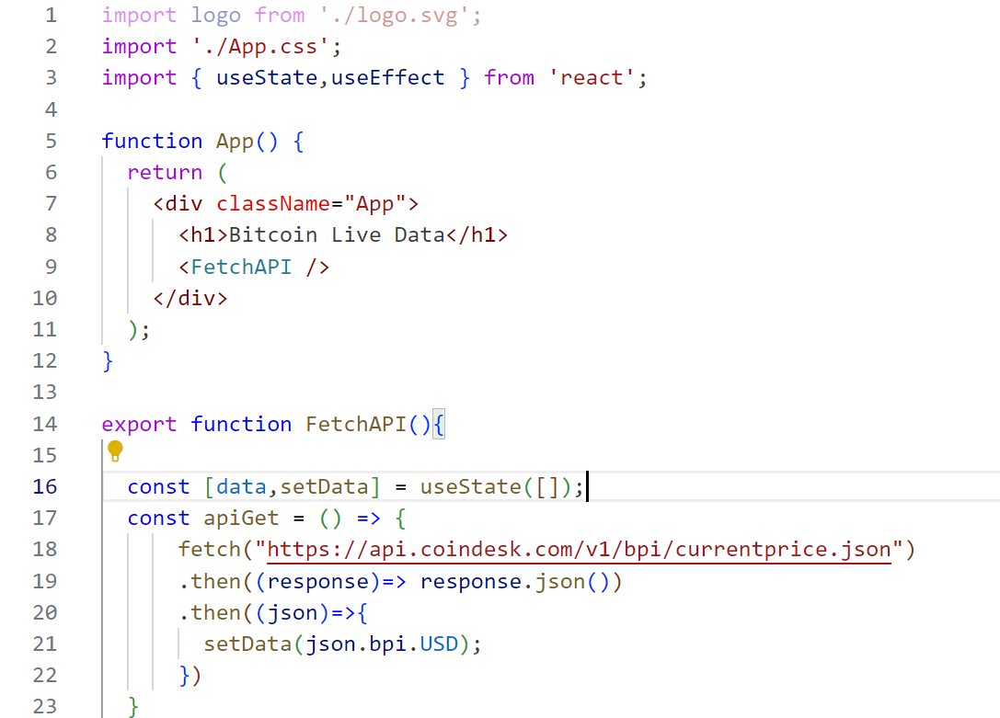 1 import logo from './logo.svg';
2 import './App.css';
3 import { useState,useEffect } from 'react';
4
5 function App() {
6   return (
7     <div className="App">
8       <h1>Bitcoin Live Data</h1>
9       <FetchAPI />
10     </div>
11   );
12 }
13
14 export function FetchAPI(){
15
16   const [data,setData] = useState([]);
17   const apiGet = () => {
18       fetch("https://api.coindesk.com/v1/bpi/currentprice.json")
19       .then((response)=> response.json())
20       .then((json)=>{
21         setData(json.bpi.USD);
22       })
23   }